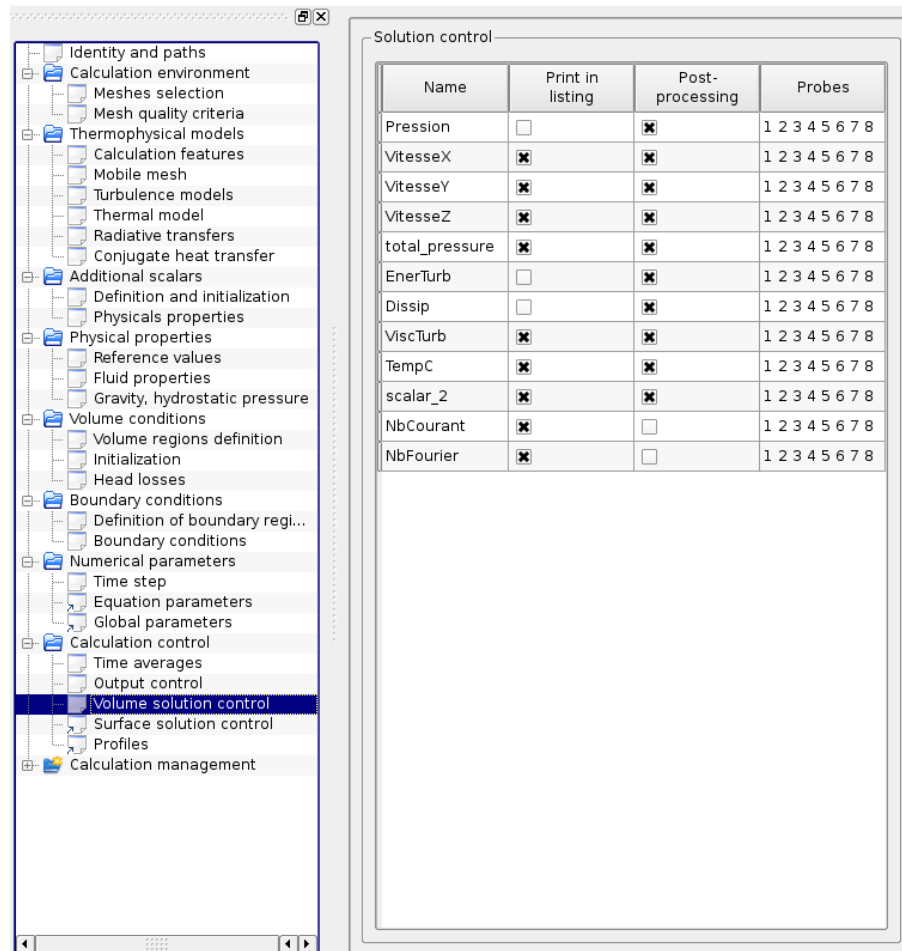 Identity and paths
Calculation environment
Meshes selection
Mesh quality criteria
Thermophysical models
Calculation features
Mobile mesh
Turbulence models
Thermal model
Radiative transfers
Conjugate heat transfer
Additional scalars
Definition and initialization
Physicals properties
Physical properties
Reference values
Fluid properties
Gravity, hydrostatic pressure
Volume conditions
Volume regions definition
Initialization
Head losses
Boundary conditions
Definition of boundary regi...
Boundary conditions
Numerical parameters
Time step
Equation parameters
Global parameters
Calculation control
Time averages
Output control
Volume solution control
Surface solution control
Profiles
Calculation management
Solution control
Name Print in listing Post-processing Probes
Pression 1 2 3 4 5 6 7 8
VitesseX 1 2 3 4 5 6 7 8
VitesseY 1 2 3 4 5 6 7 8
VitesseZ 1 2 3 4 5 6 7 8
total_pressure 1 2 3 4 5 6 7 8
EnerTurb 1 2 3 4 5 6 7 8
Dissip 1 2 3 4 5 6 7 8
ViscTurb 1 2 3 4 5 6 7 8
TempC 1 2 3 4 5 6 7 8
scalar_2 1 2 3 4 5 6 7 8
NbCourant 1 2 3 4 5 6 7 8
NbFourier 1 2 3 4 5 6 7 8